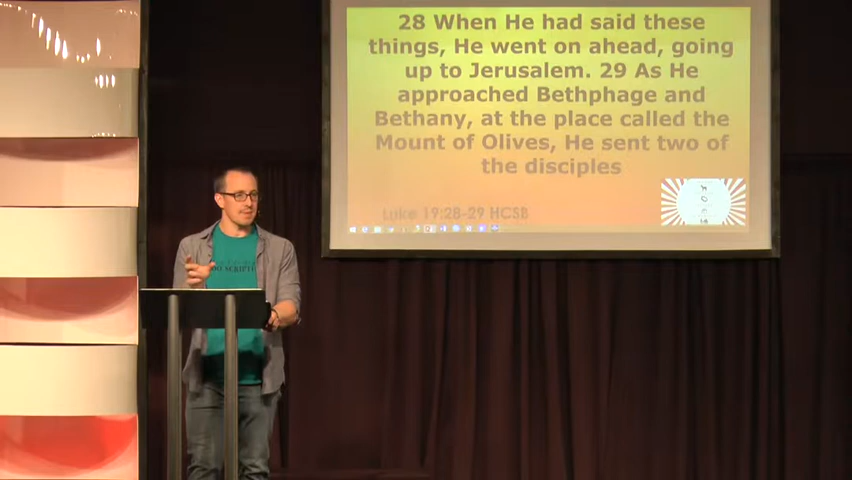 28 When He had said these
things, He went on ahead, going
up to Jerusalem. 29 As He
approached Bethphage and
Bethany, at the place called the
Mount of Olives, He sent two of
the disciples
Luke 19:28-29 HCSB